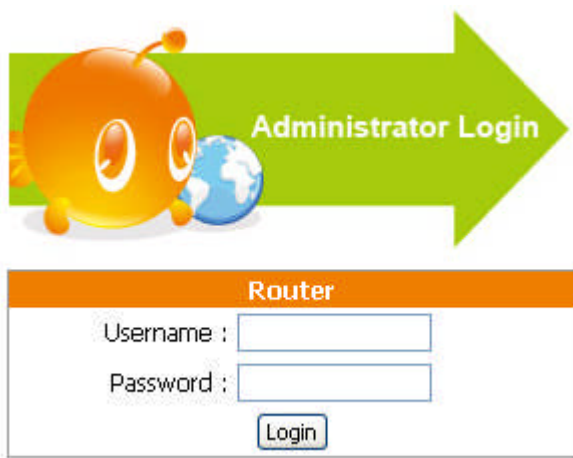 Administrator Login
Router
Username :
Password :
Login